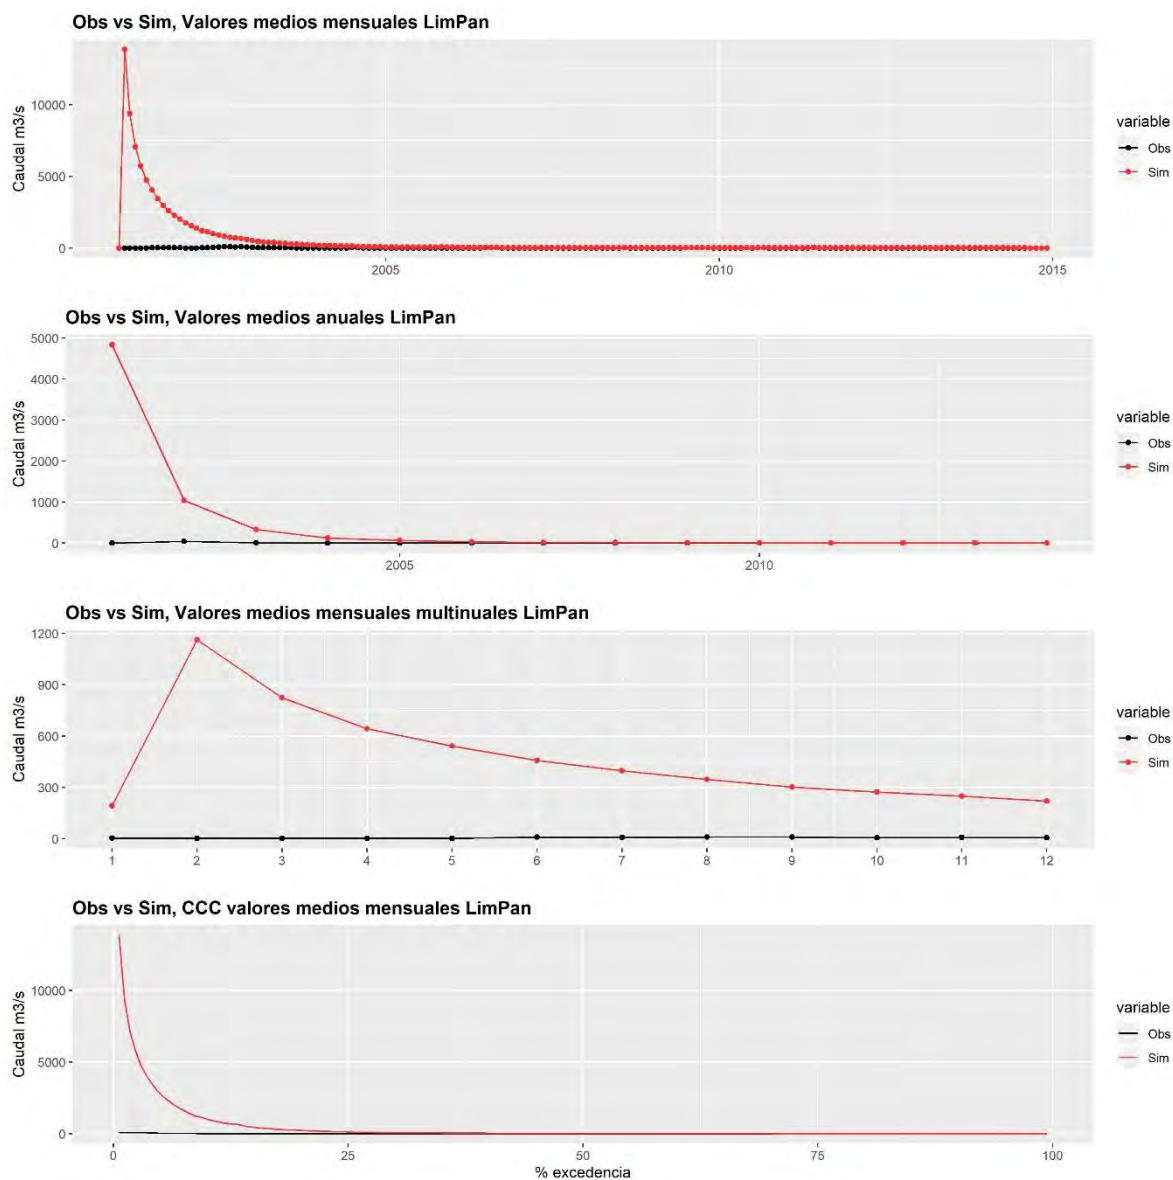 Obs vs Sim, Valores medios mensuales LimPan
Caudal m3/s
10000
5000
0
2005
2010
2015
variable
Obs
Sim
Obs vs Sim, Valores medios anuales LimPan
Caudal m3/s
5000
4000
3000
2000
1000
0
2005
2010
variable
Obs
Sim
Obs vs Sim, Valores medios mensuales multinuales LimPan
Caudal m3/s
1200
900
600
300
0
1 2 3 4 5 6 7 8 9 10 11 12
variable
Obs
Sim
Obs vs Sim, CCC valores medios mensuales LimPan
Caudal m3/s
10000
5000
0
0 25 50 75 100
% excedencia
variable
Obs
Sim